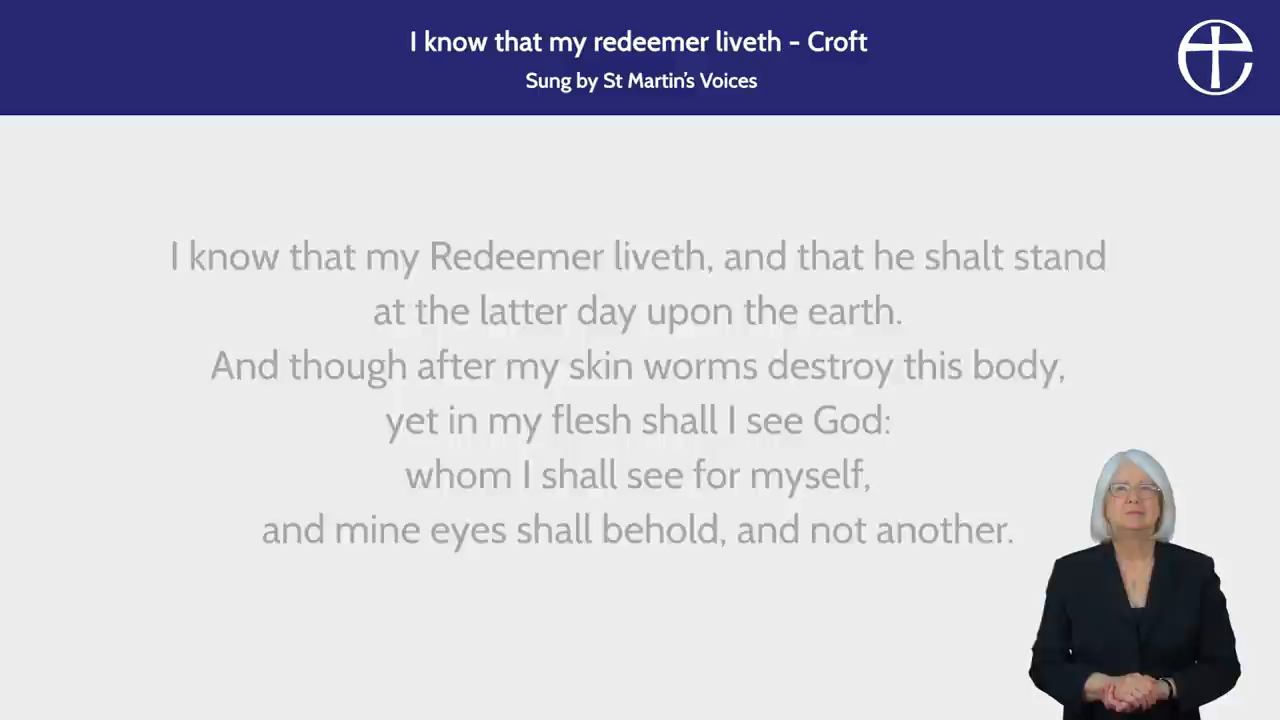 I know that my redeemer liveth - Croft
Sung by St Martin's Voices
I know that my Redeemer liveth, and that he shalt stand
at the latter day upon the earth.
And though after my skin worms destroy this body,
yet in my flesh shall I see God:
whom I shall see for myself,
and mine eyes shall behold, and not another.